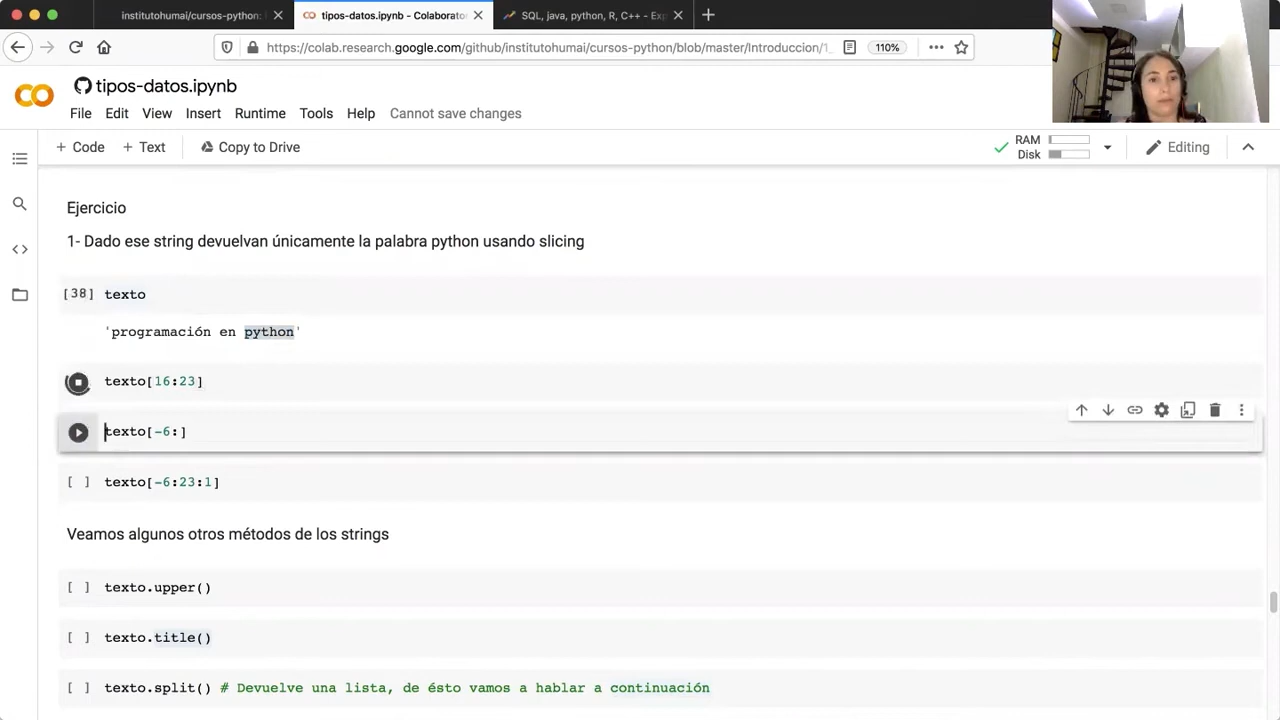 institutohumai/cursos-python:
tipos-datos.ipynb - Colaborato
SQL, java, python, R, C++ - Exp
https://colab.research.google.com/github/institutohumai/cursos-python/blob/master/Introduccion/1_
110%
tipos-datos.ipynb
File Edit View Insert Runtime Tools Help Cannot save changes
+ Code + Text Copy to Drive
RAM
Disk
Editing
Ejercicio
1- Dado ese string devuelvan únicamente la palabra python usando slicing
[38] texto
'programación en python'
texto[16:23]
texto[-6:]
[ ] texto[-6:23:1]
Veamos algunos otros métodos de los strings
[ ] texto.upper()
[ ] texto.title()
[ ] texto.split() # Devuelve una lista, de ésto vamos a hablar a continuación